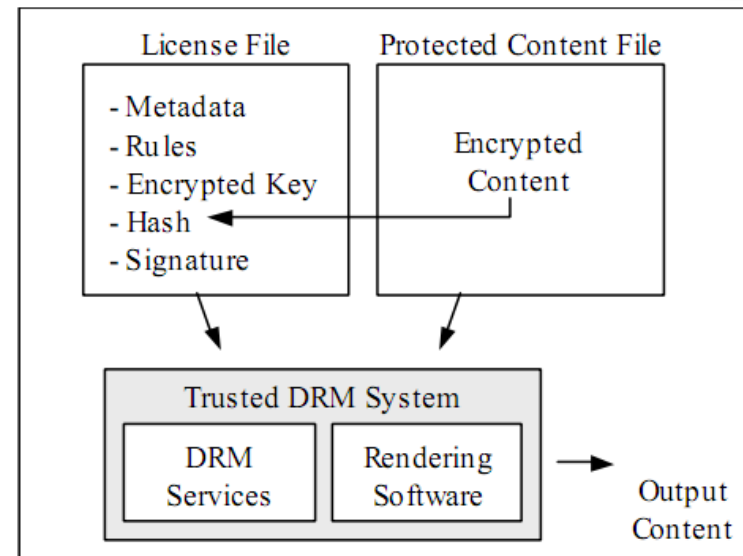 License File
Protected Content File
- Metadata
- Rules
- Encrypted Key
- Hash
- Signature
Encrypted
Content
Trusted DRM System
DRM
Services
Rendering
Software
Output
Content